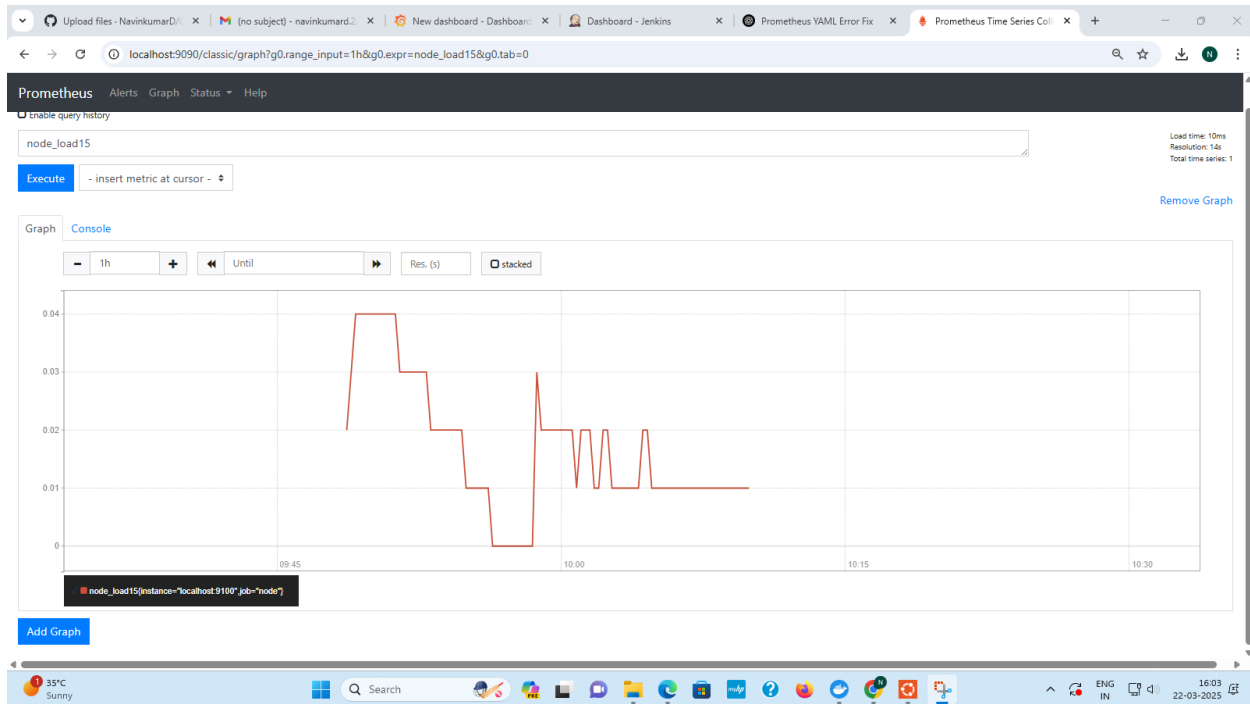 Upload files · NavinkumarD/
(no subject) - navinkumard.2
New dashboard - Dashboard
Dashboard - Jenkins
Prometheus YAML Error Fix
Prometheus Time Series Coll
localhost:9090/classic/graph?g0.range_input=1h&g0.expr=node_load15&g0.tab=0
N
Prometheus Alerts Graph Status Help
Enable query history
node_load15
Load time: 10ms
Resolution: 14s
Total time series: 1
Execute - insert metric at cursor -
Remove Graph
Graph Console
1h Until Res. (s) stacked
0.04
0.03
0.02
0.01
0
09:45 10:00 10:15 10:30
node_load15{instance="localhost:9100",job="node"}
Add Graph
1
35°C
Sunny
Search
PRE
N
ENG
IN
16:03
22-03-2025